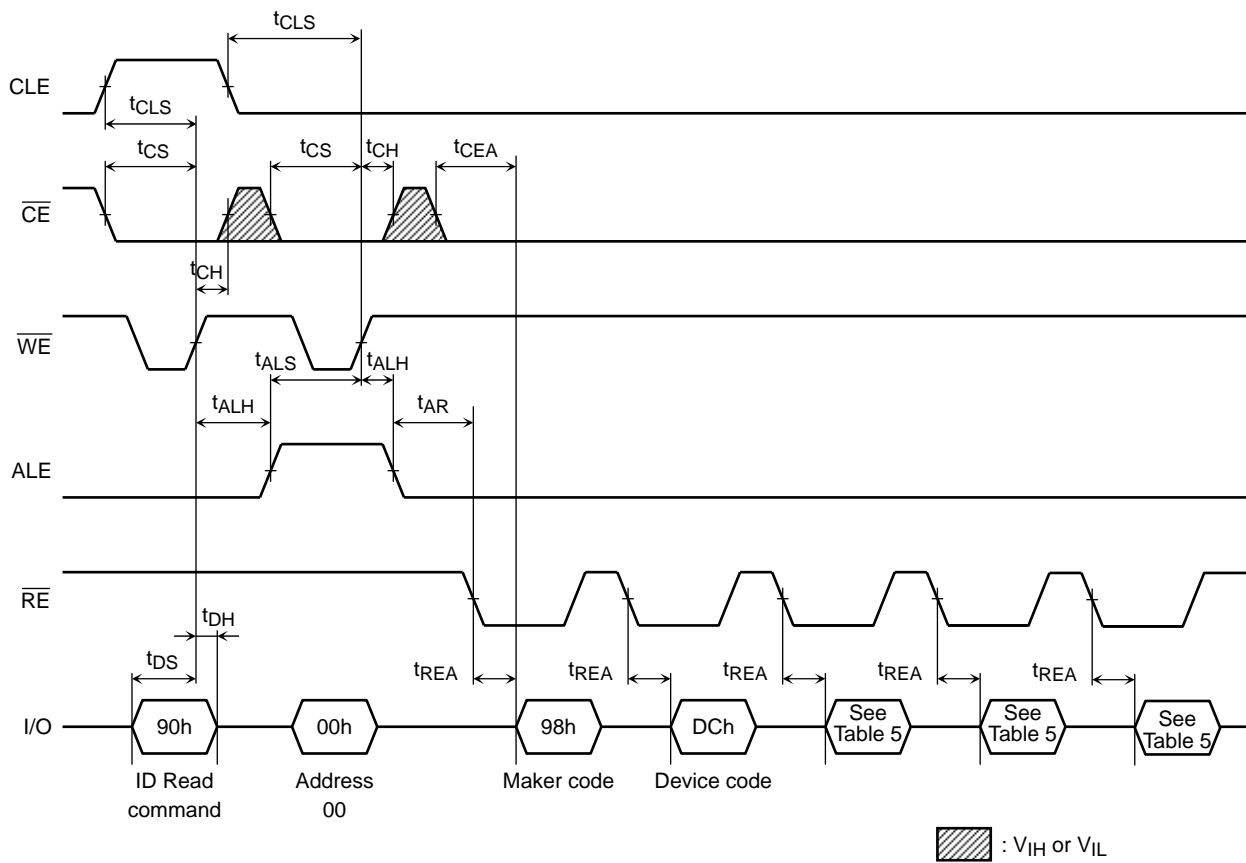 tCLS
CLE
tCLS
tCS
tCS
tCH
tCEA
CE
tCH
WE
tALS
tALH
tALH
tAR
ALE
RE
tDH
tDS
tREA
tREA
tREA
tREA
tREA
I/O
90h
00h
98h
DCh
See
Table 5
See
Table 5
See
Table 5
ID Read
command
Address
00
Maker code
Device code
: VIH or VIL